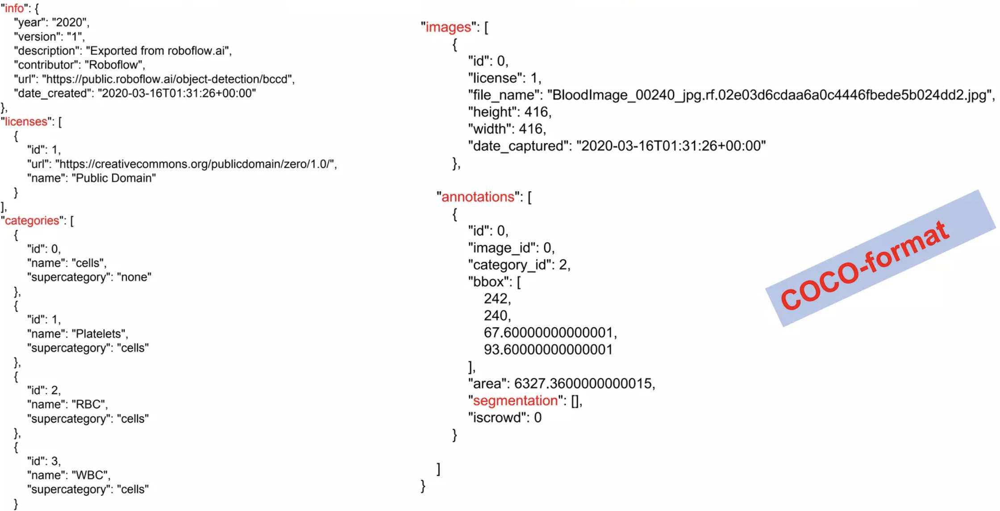 "info": {
"year": "2020",
"version": "1",
"description": "Exported from roboflow.ai",
"contributor": "Roboflow",
"url": "https://public.roboflow.ai/object-detection/bccd",
"date_created": "2020-03-16T01:31:26+00:00"
},
"licenses": [
{
"id": 1,
"url": "https://creativecommons.org/publicdomain/zero/1.0/",
"name": "Public Domain"
}
],
"categories": [
{
"id": 0,
"name": "cells",
"supercategory": "none"
},
{
"id": 1,
"name": "Platelets",
"supercategory": "cells"
},
{
"id": 2,
"name": "RBC",
"supercategory": "cells"
},
{
"id": 3,
"name": "WBC",
"supercategory": "cells"
}
"images": [
{
"id": 0,
"license": 1,
"file_name": "BloodImage_00240_jpg.rf.02e03d6cdaa6a0c4446fbede5b024dd2.jpg",
"height": 416,
"width": 416,
"date_captured": "2020-03-16T01:31:26+00:00"
},
"annotations": [
{
"id": 0,
"image_id": 0,
"category_id": 2,
"bbox": [
242,
240,
67.60000000000001,
93.60000000000001
],
"area": 6327.3600000000015,
"segmentation": [],
"iscrowd": 0
}
]
}
COCO-format